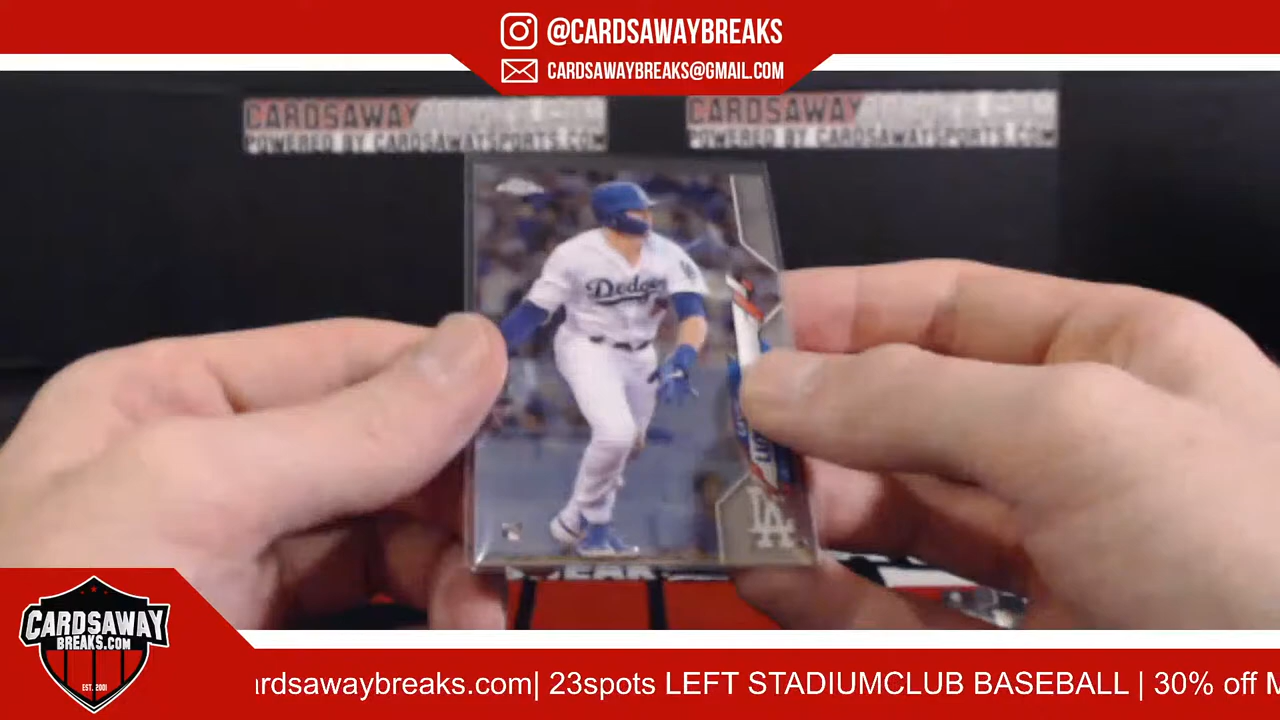 @CARDSAWAYBREAKS
CARDSAWAYBREAKS@GMAIL.COM
CARDSAWAY
POWERED BY CARDSAWAYSPORTS.COM
CARDSAWAY
POWERED BY CARDSAWAYSPORTS.COM
Dodgers
LA
CARDSAWAY
BREAKS.COM
EST. 2001
ardsawaybreaks.com| 23spots LEFT STADIUMCLUB BASEBALL | 30% off M